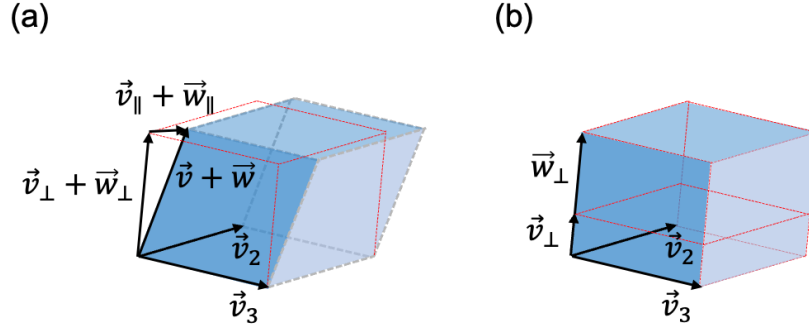 (a)
(b)
v⃗∥ + w⃗∥
v⃗⊥ + w⃗⊥
v⃗ + w⃗
v⃗2
v⃗3
w⃗⊥
v⃗⊥
v⃗2
v⃗3